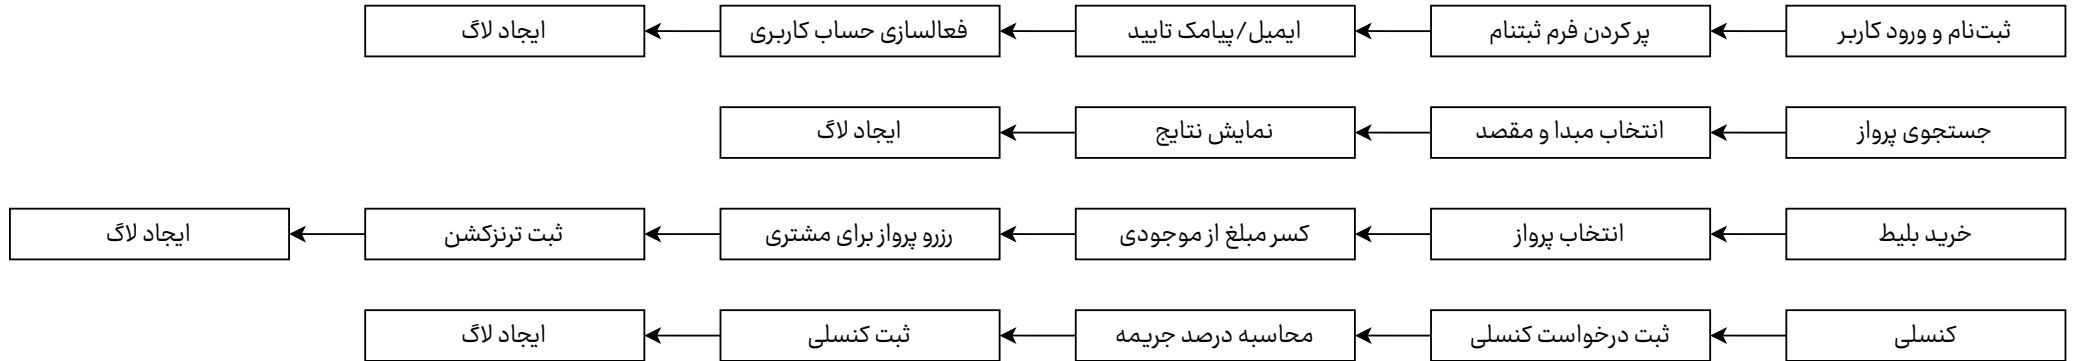 ثبت‌نام و ورود کاربر
پر کردن فرم ثبتنام
ایمیل/پیامک تایید
فعالسازی حساب کاربری
ایجاد لاگ
جستجوی پرواز
انتخاب مبدا و مقصد
نمایش نتایج
ایجاد لاگ
خرید بلیط
انتخاب پرواز
کسر مبلغ از موجودی
رزرو پرواز برای مشتری
ثبت ترنزکشن
ایجاد لاگ
کنسلی
ثبت درخواست کنسلی
محاسبه درصد جریمه
ثبت کنسلی
ایجاد لاگ